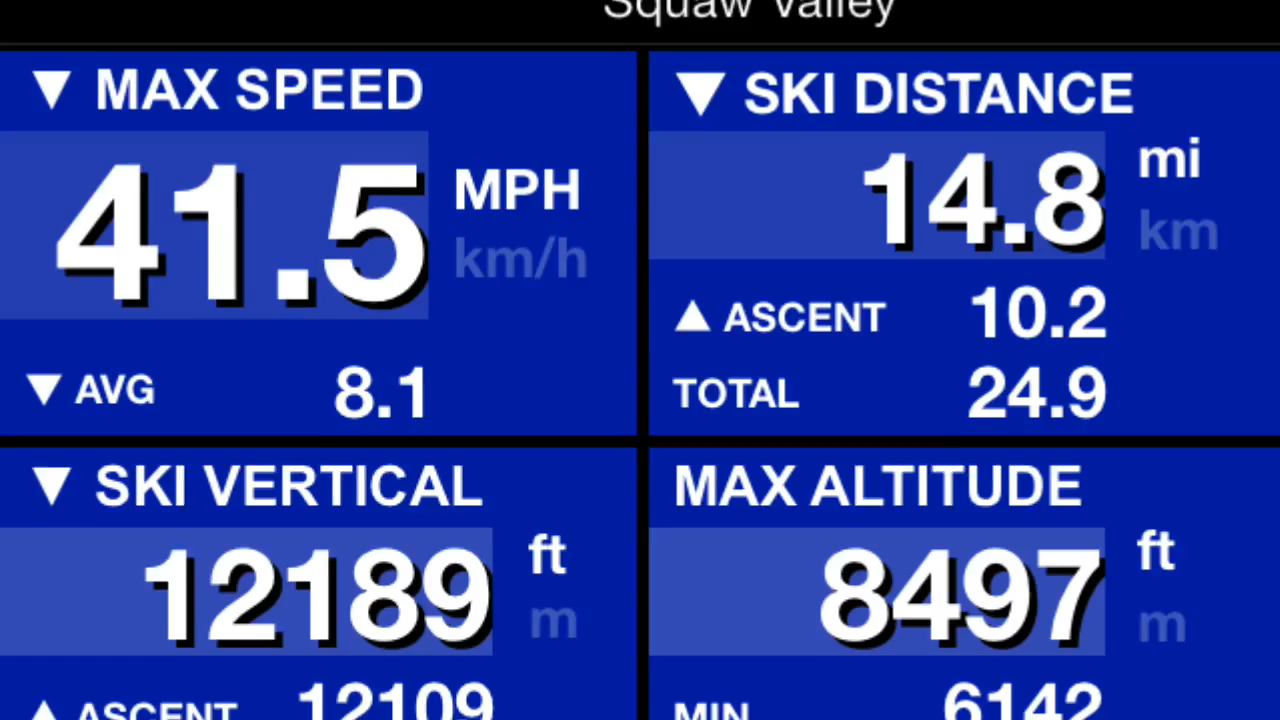 Squaw Valley
▼ MAX SPEED
41.5 MPH
km/h
▼ AVG 8.1
▼ SKI DISTANCE
14.8 mi
km
▲ ASCENT 10.2
TOTAL 24.9
▼ SKI VERTICAL
12189 ft
m
▲ ASCENT 12109
MAX ALTITUDE
8497 ft
m
MIN 6142